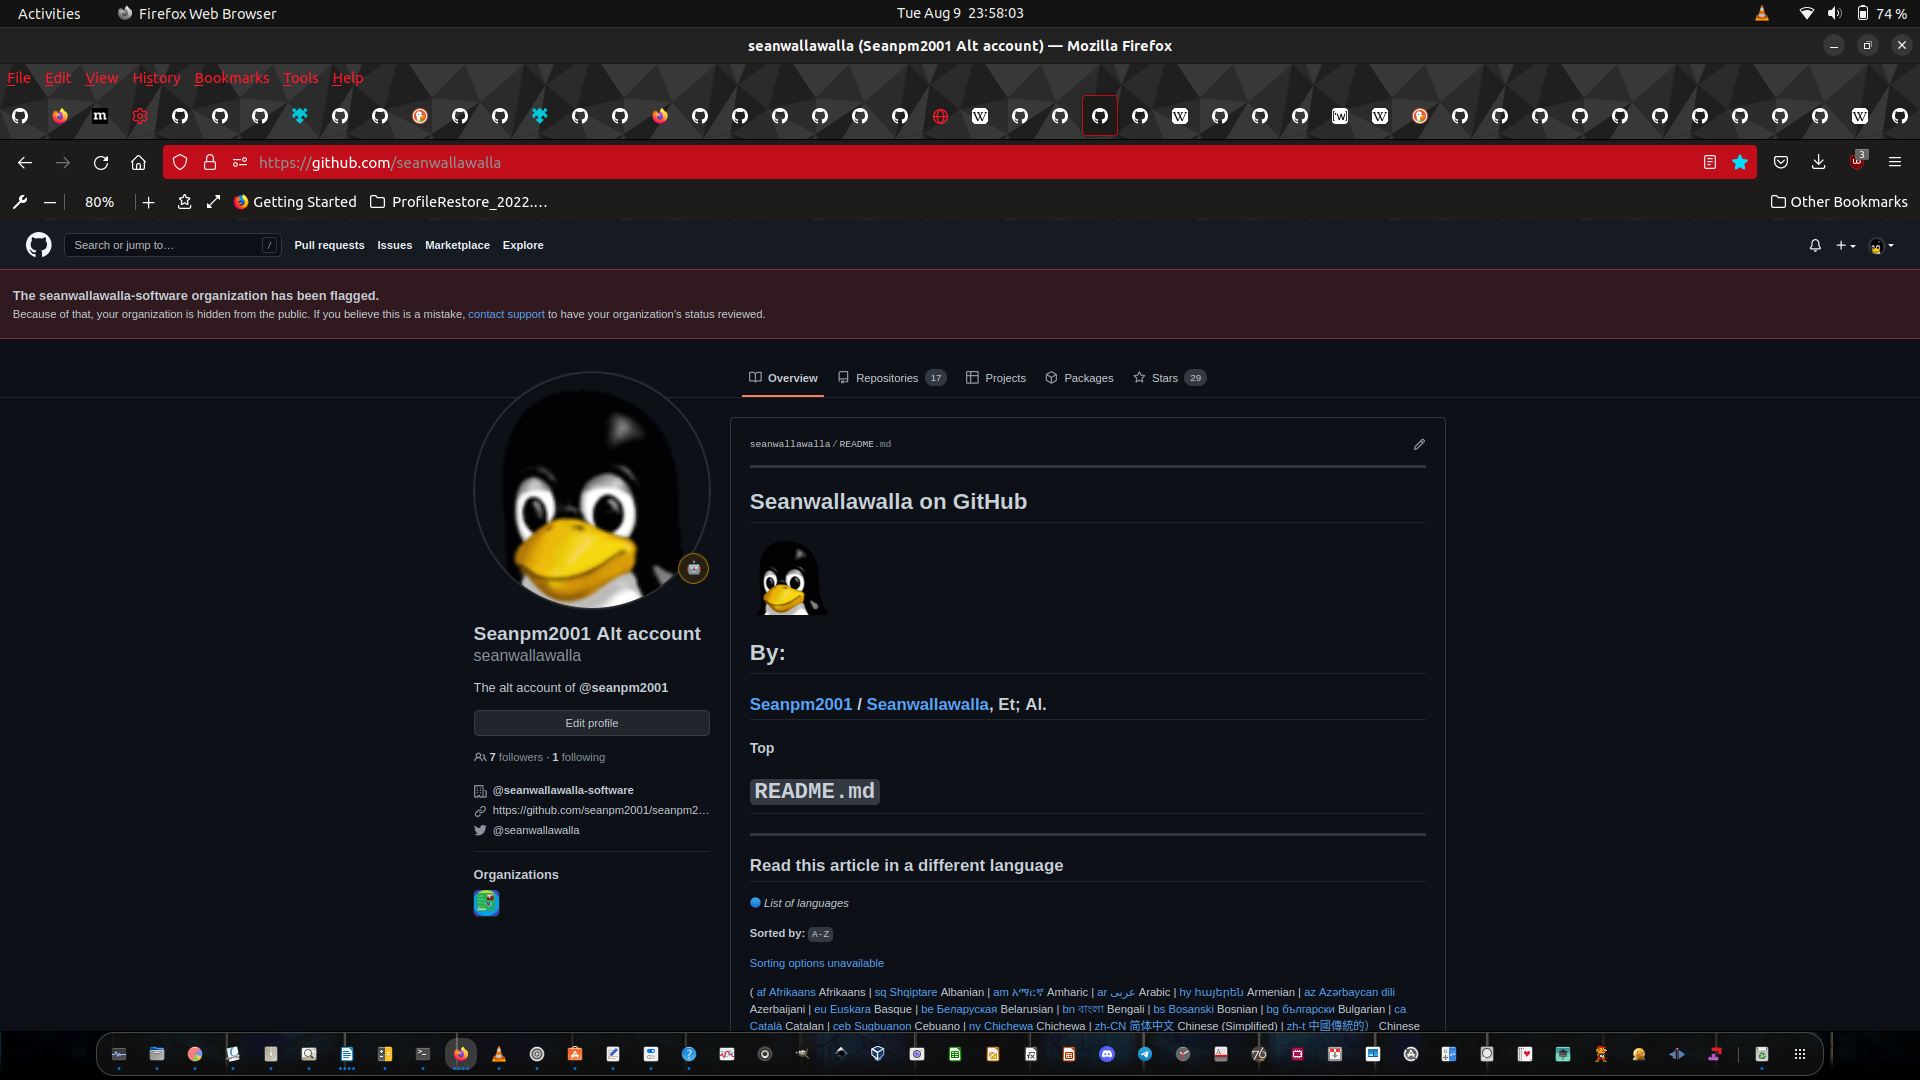 Activities Firefox Web Browser Tue Aug 9 23:58:03 74 %
seanwallawalla (Seanpm2001 Alt account) — Mozilla Firefox
File Edit View History Bookmarks Tools Help
https://github.com/seanwallawalla 3
80% Getting Started ProfileRestore_2022.… Other Bookmarks
Search or jump to… / Pull requests Issues Marketplace Explore
The seanwallawalla-software organization has been flagged.
Because of that, your organization is hidden from the public. If you believe this is a mistake, contact support to have your organization's status reviewed.
Overview Repositories 17 Projects Packages Stars 29
seanwallawalla / README.md
Seanwallawalla on GitHub
By:
Seanpm2001 / Seanwallawalla, Et; Al.
Top
README.md
Read this article in a different language
List of languages
Sorted by: A-Z
Sorting options unavailable
( af Afrikaans Afrikaans | sq Shqiptare Albanian | am አማርኛ Amharic | ar عربى Arabic | hy հայերեն Armenian | az Azərbaycan dili
Azerbaijani | eu Euskara Basque | be Беларуская Belarusian | bn বাংলা Bengali | bs Bosanski Bosnian | bg български Bulgarian | ca
Català Catalan | ceb Sugbuanon Cebuano | ny Chichewa Chichewa | zh-CN 简体中文 Chinese (Simplified) | zh-t 中國傳統的） Chinese
Seanpm2001 Alt account
seanwallawalla
The alt account of @seanpm2001
Edit profile
7 followers · 1 following
@seanwallawalla-software
https://github.com/seanpm2001/seanpm2…
@seanwallawalla
Organizations